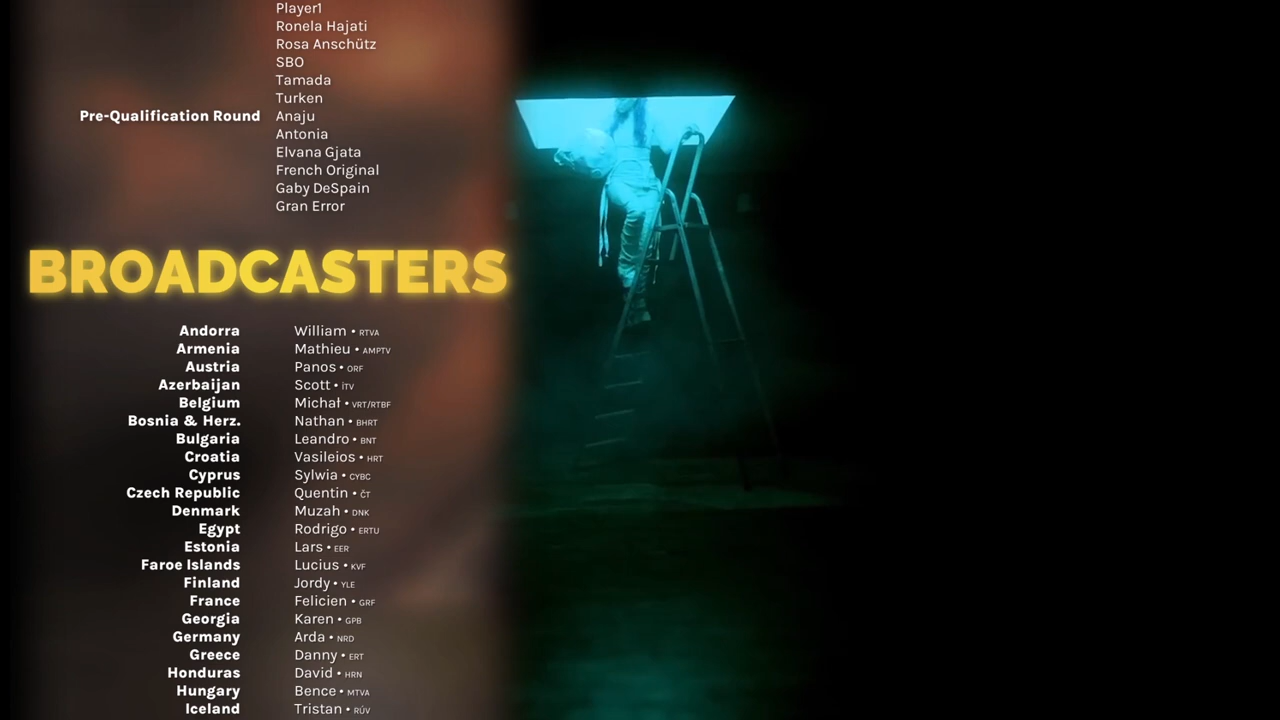 Player1
Ronela Hajati
Rosa Anschütz
SBO
Tamada
Turken
Pre-Qualification Round Anaju
Antonia
Elvana Gjata
French Original
Gaby DeSpain
Gran Error
BROADCASTERS
Andorra William • RTVA
Armenia Mathieu • AMPTV
Austria Panos • ORF
Azerbaijan Scott • İTV
Belgium Michał • VRT/RTBF
Bosnia & Herz. Nathan • BHRT
Bulgaria Leandro • BNT
Croatia Vasileios • HRT
Cyprus Sylwia • CYBC
Czech Republic Quentin • ČT
Denmark Muzah • DNK
Egypt Rodrigo • ERTU
Estonia Lars • EER
Faroe Islands Lucius • KVF
Finland Jordy • YLE
France Felicien • GRF
Georgia Karen • GPB
Germany Arda • NRD
Greece Danny • ERT
Honduras David • HRN
Hungary Bence • MTVA
Iceland Tristan • RÚV